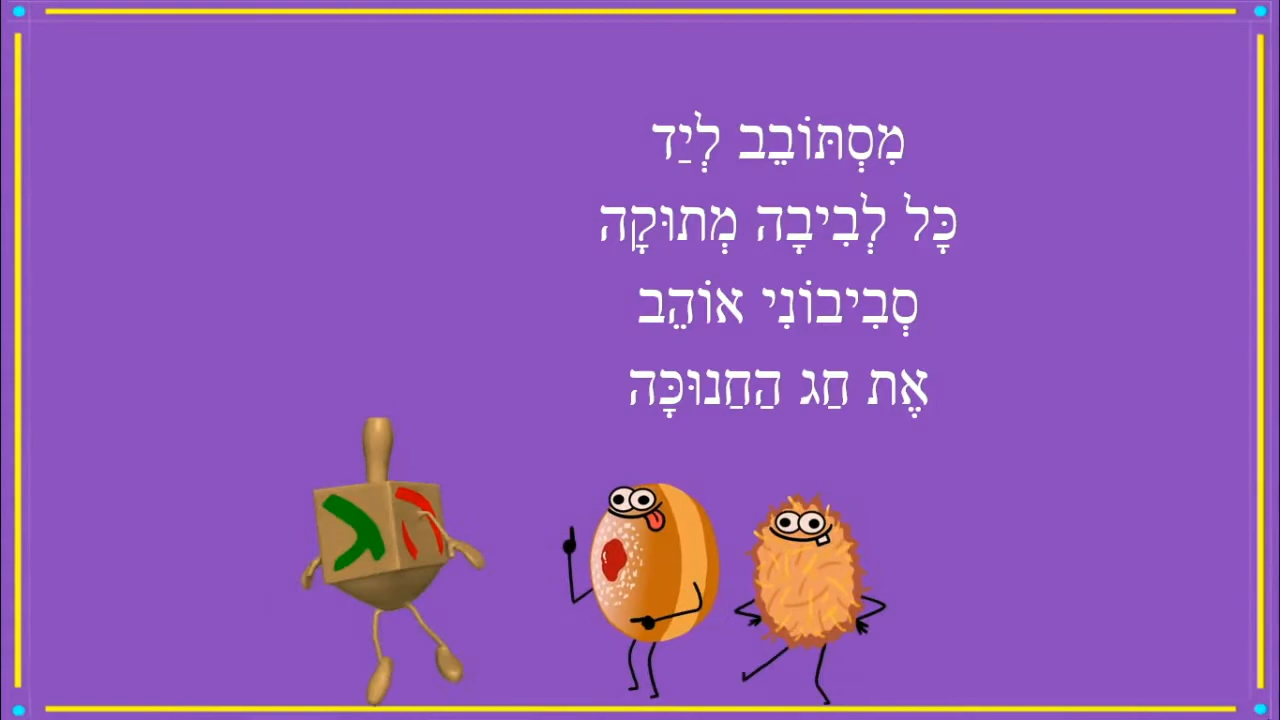 מִסְתּוֹבֵב לְיַד
כָּל לְבִיבָה מְתוּקָה
סְבִיבוֹנִי אוֹהֵב
אֶת חַג הַחַנוּכָּה
ג ה